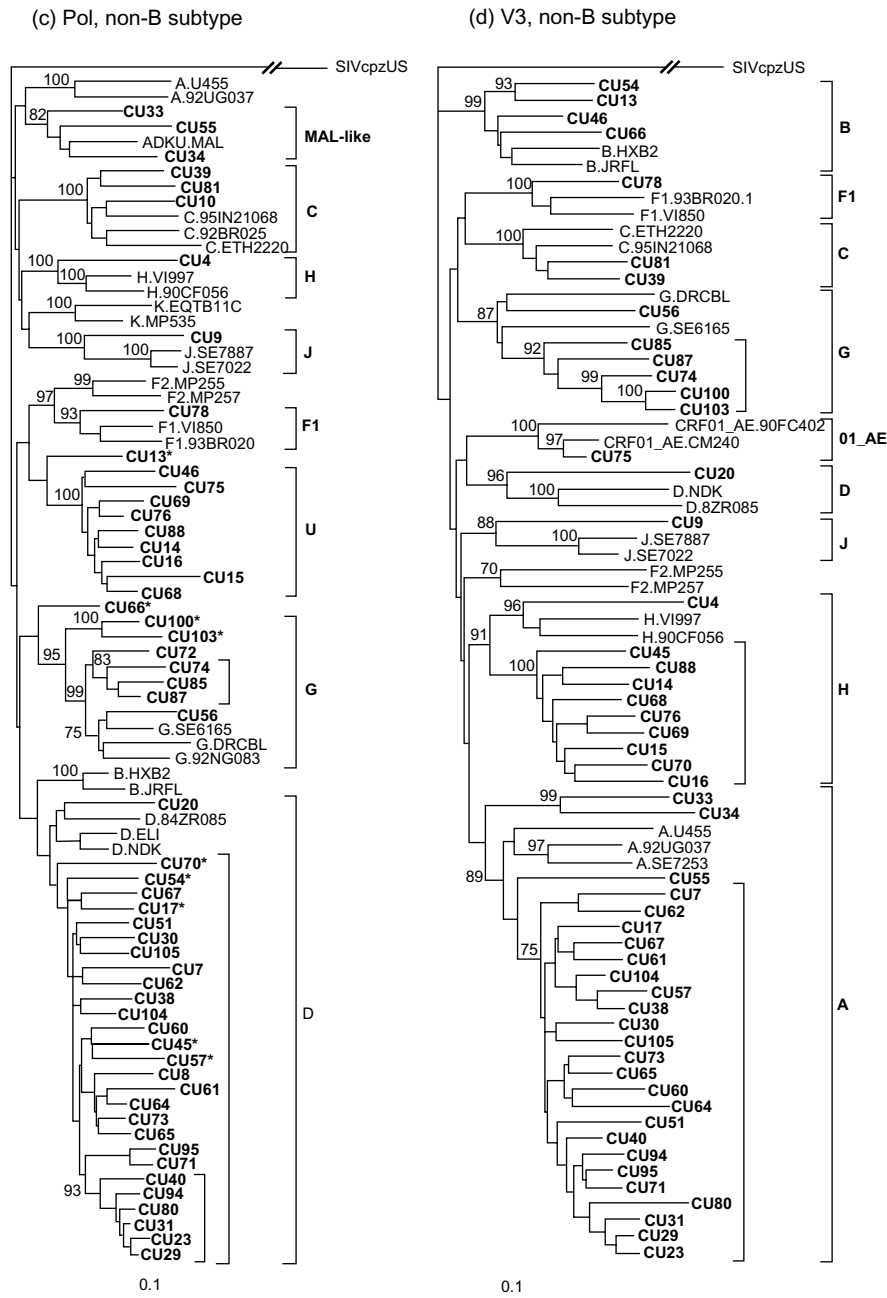 (c) Pol, non-B subtype
SIVcpzUS
100
A.U455
A.92UG037
82
CU33
CU55
ADKU.MAL
CU34
MAL-like
CU39
CU81
100
CU10
C.95IN21068
C.92BR025
C.ETH2220
C
CU4
100
100
H.VI997
H.90CF056
H
100
K.EQTB11C
K.MP535
CU9
100
100
J.SE7887
J.SE7022
J
99
F2.MP255
F2.MP257
97
CU78
93
F1.VI850
F1.93BR020
F1
CU13*
CU46
CU75
100
CU69
CU76
CU88
CU14
CU16
CU15
CU68
U
CU66*
100
CU100*
CU103*
95
CU72
83
CU74
CU85
99
CU87
CU56
75
G.SE6165
G.DRCBL
G.92NG083
G
100
B.HXB2
B.JRFL
CU20
D.84ZR085
D.ELI
D.NDK
CU70*
CU54*
CU67
CU17*
CU51
CU30
CU105
CU7
CU62
CU38
CU104
CU60
CU45*
CU57*
CU8
CU61
CU64
CU73
CU65
CU95
CU71
93
CU40
CU94
CU80
CU31
CU23
CU29
D
0.1
(d) V3, non-B subtype
SIVcpzUS
93
CU54
99
CU13
CU46
CU66
B.HXB2
B.JRFL
B
100
CU78
F1.93BR020.1
F1.VI850
F1
C.ETH2220
100
C.95IN21068
CU81
CU39
C
G.DRCBL
87
CU56
G.SE6165
92
CU85
CU87
99
CU74
100
CU100
CU103
G
CRF01_AE.90FC402
100
97
CRF01_AE.CM240
CU75
01_AE
CU20
96
100
D.NDK
D.8ZR085
D
88
CU9
100
J.SE7887
J.SE7022
J
70
F2.MP255
F2.MP257
96
CU4
H.VI997
91
H.90CF056
CU45
100
CU88
CU14
CU68
CU76
CU69
CU15
CU70
CU16
H
99
CU33
CU34
A.U455
97
A.92UG037
A.SE7253
89
CU55
CU7
CU62
CU17
75
CU67
CU61
CU104
CU57
CU38
CU30
CU105
CU73
CU65
CU60
CU64
CU51
CU40
CU94
CU95
CU71
CU80
CU31
CU29
CU23
A
0.1